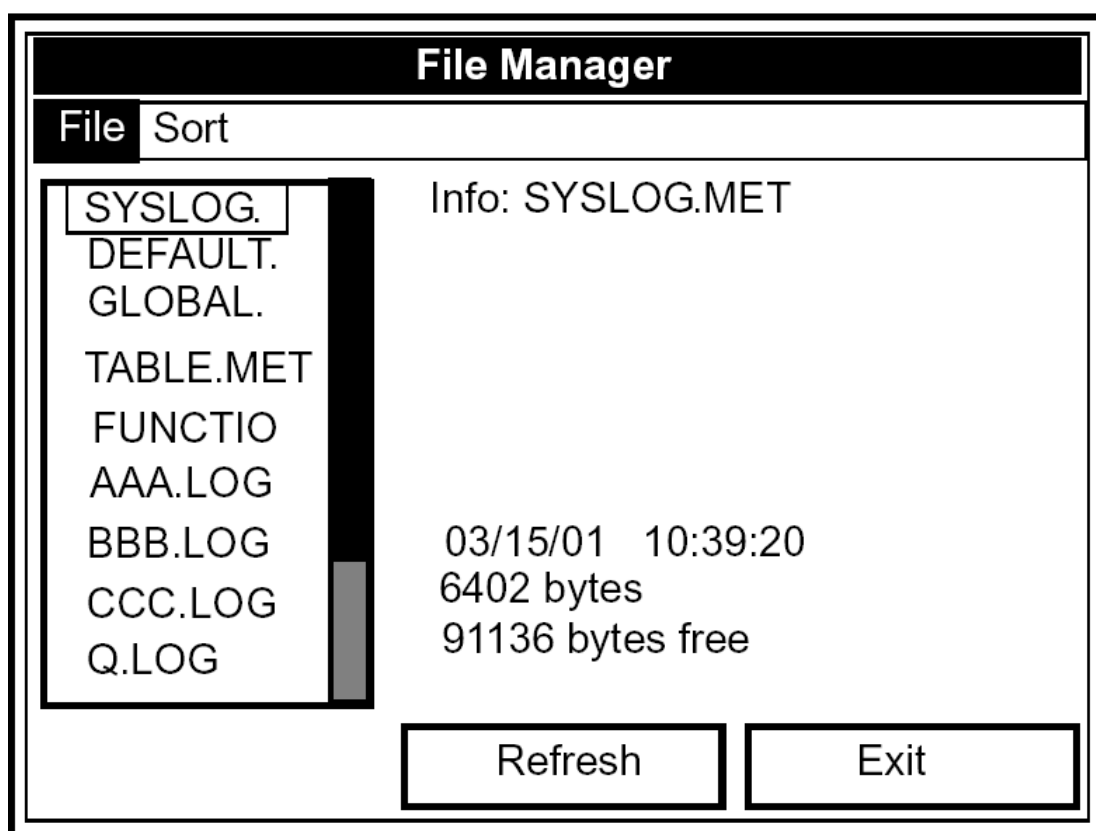 File Manager
File Sort
SYSLOG.
DEFAULT.
GLOBAL.
TABLE.MET
FUNCTIO
AAA.LOG
BBB.LOG
CCC.LOG
Q.LOG
Info: SYSLOG.MET
03/15/01 10:39:20
6402 bytes
91136 bytes free
Refresh Exit